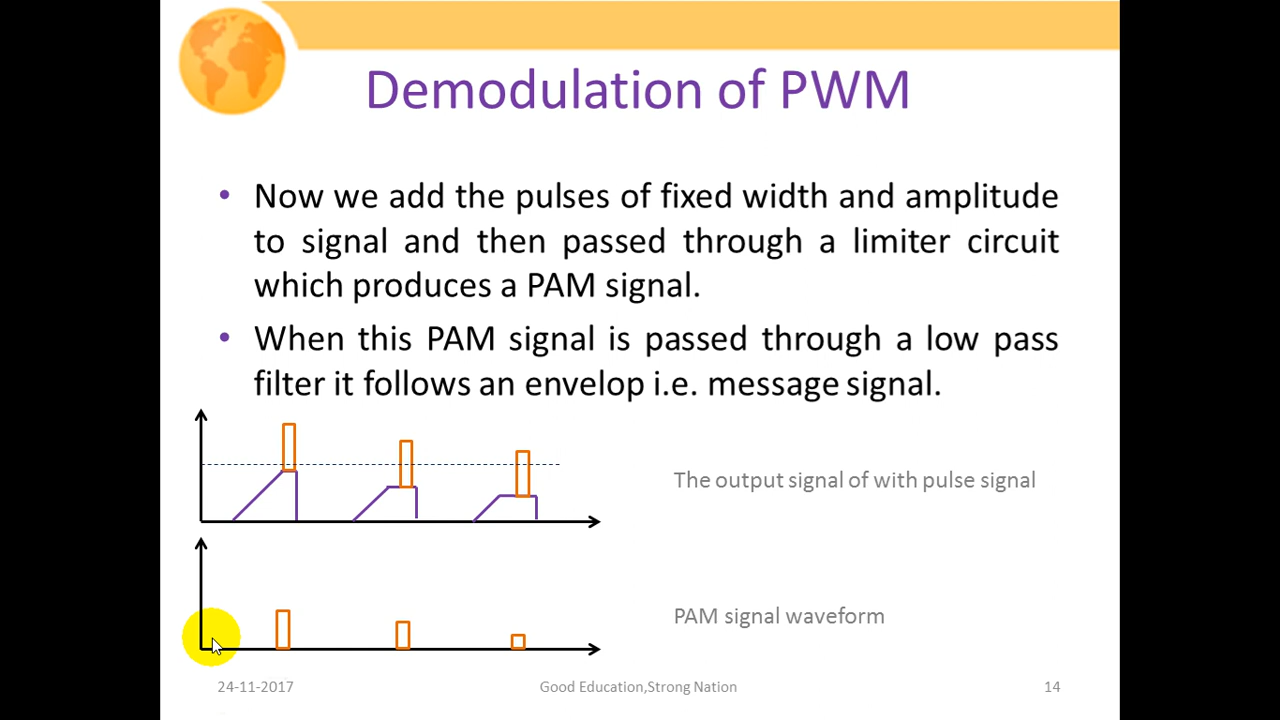 Demodulation of PWM
• Now we add the pulses of fixed width and amplitude
to signal and then passed through a limiter circuit
which produces a PAM signal.
• When this PAM signal is passed through a low pass
filter it follows an envelop i.e. message signal.
The output signal of with pulse signal
PAM signal waveform
24-11-2017
Good Education,Strong Nation
14